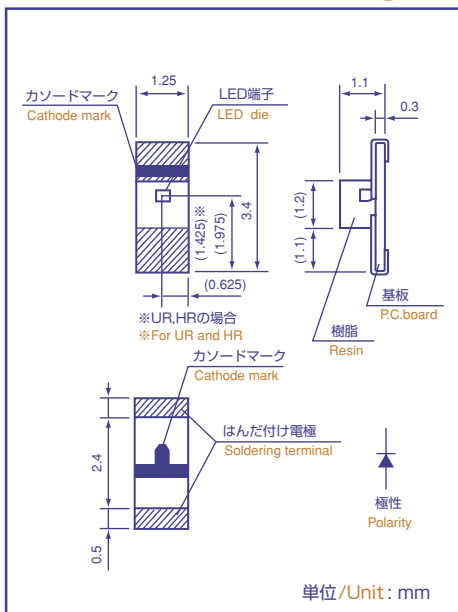 1.25
1.1
カソードマーク
Cathode mark
LED端子
LED die
0.3
3.4
(1.425)※
(1.975)
(1.2)
(1.1)
(0.625)
※UR,HRの場合
※For UR and HR
基板
P.C.board
樹脂
Resin
カソードマーク
Cathode mark
はんだ付け電極
Soldering terminal
2.4
0.5
極性
Polarity
単位/Unit : mm